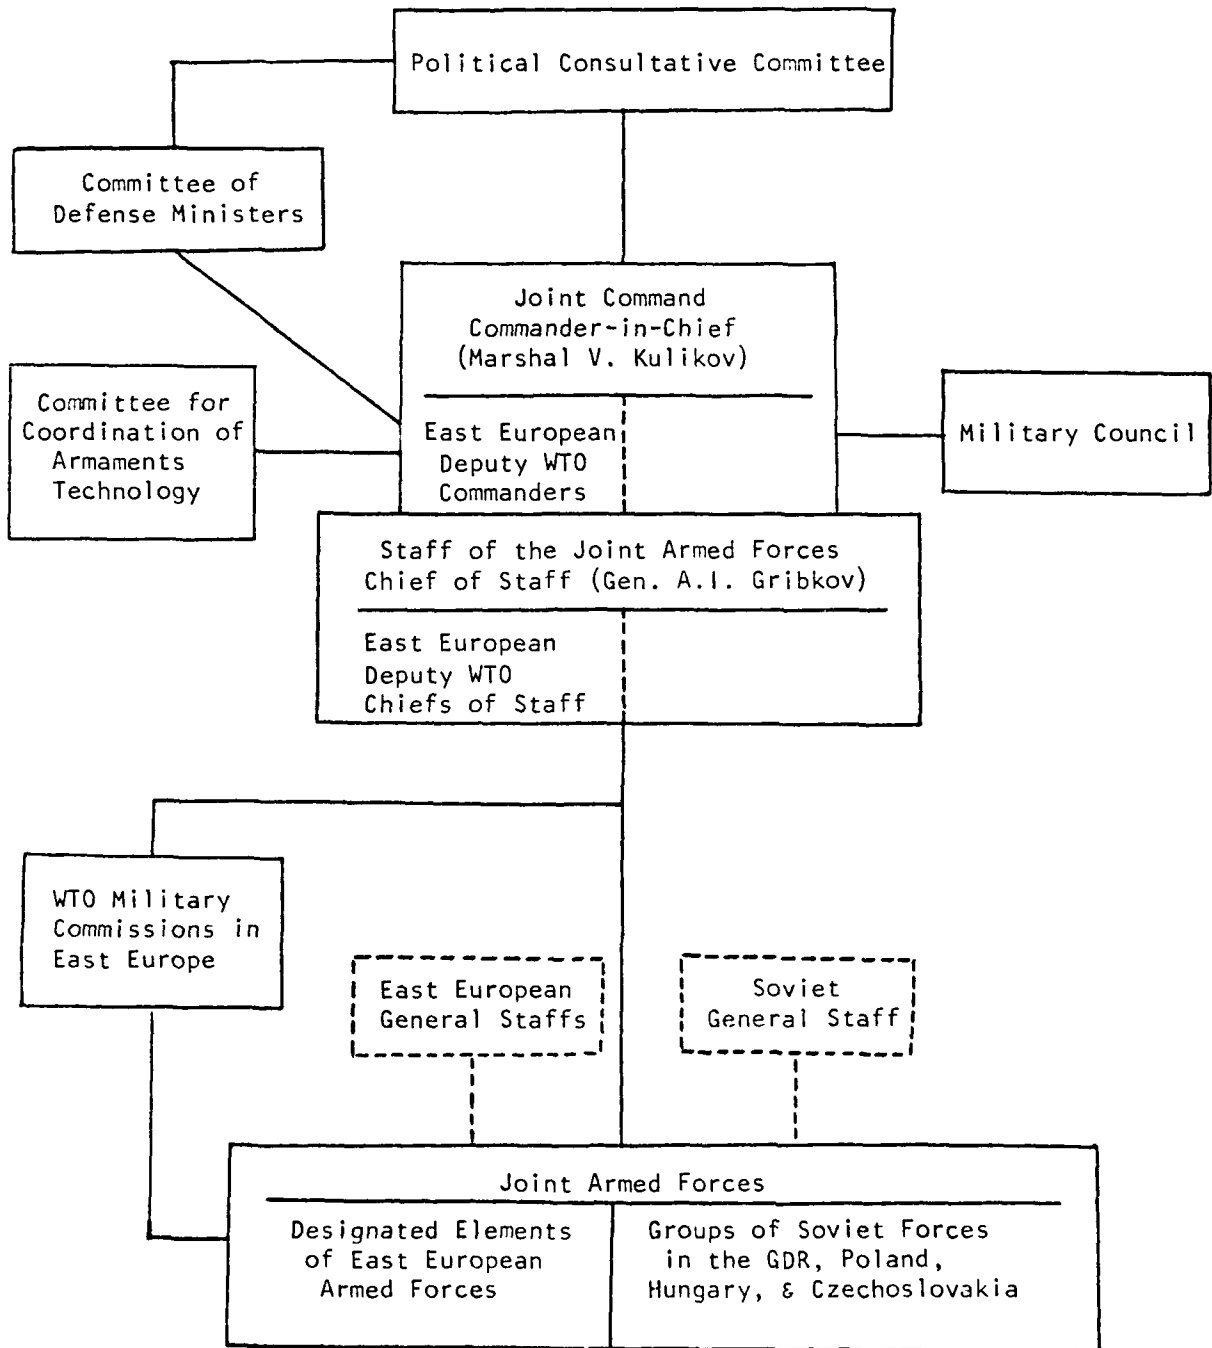 Political Consultative Committee
Committee of
Defense Ministers
Joint Command
Commander-in-Chief
(Marshal V. Kulikov)
East European
Deputy WTO
Commanders
Committee for
Coordination of
Armaments
Technology
Military Council
Staff of the Joint Armed Forces
Chief of Staff (Gen. A.I. Gribkov)
East European
Deputy WTO
Chiefs of Staff
WTO Military
Commissions in
East Europe
East European
General Staffs
Soviet
General Staff
Joint Armed Forces
Designated Elements
of East European
Armed Forces
Groups of Soviet Forces
in the GDR, Poland,
Hungary, & Czechoslovakia